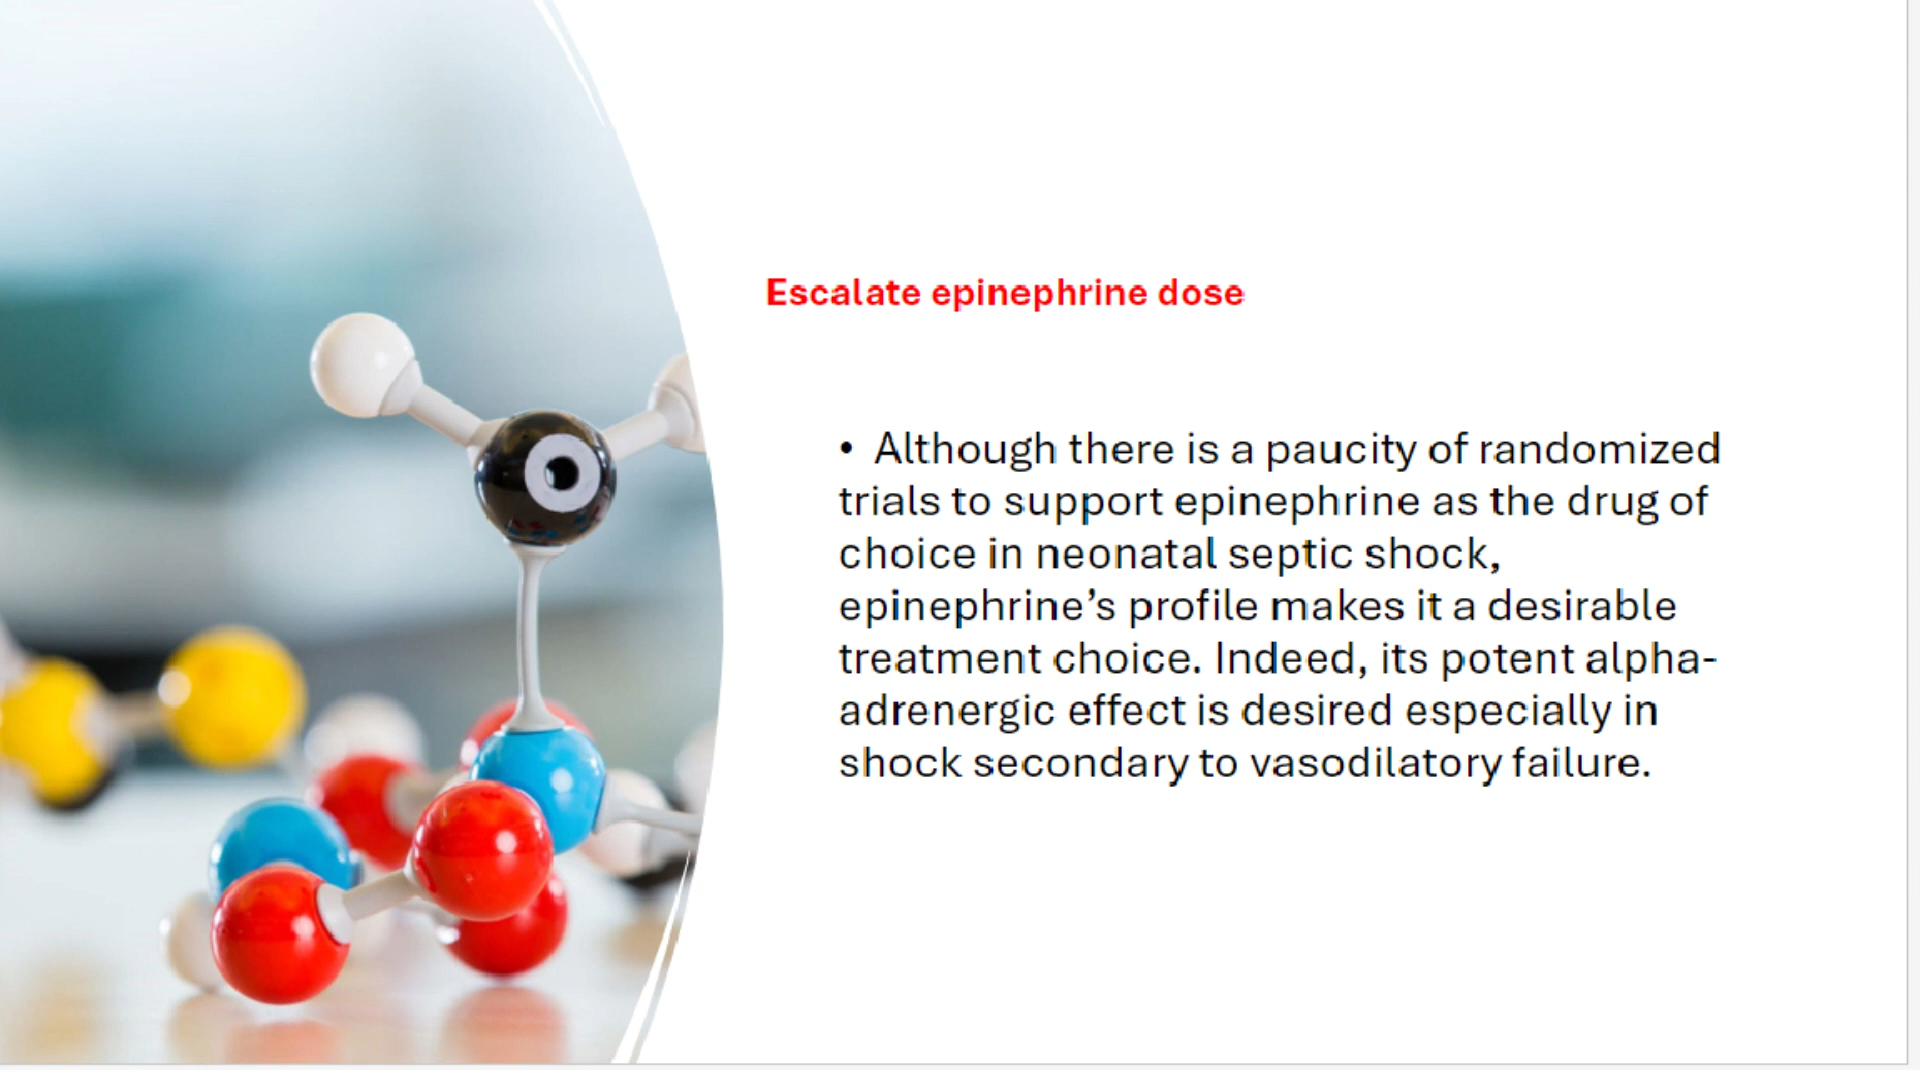 Escalate epinephrine dose
• Although there is a paucity of randomized
trials to support epinephrine as the drug of
choice in neonatal septic shock,
epinephrine’s profile makes it a desirable
treatment choice. Indeed, its potent alpha-
adrenergic effect is desired especially in
shock secondary to vasodilatory failure.